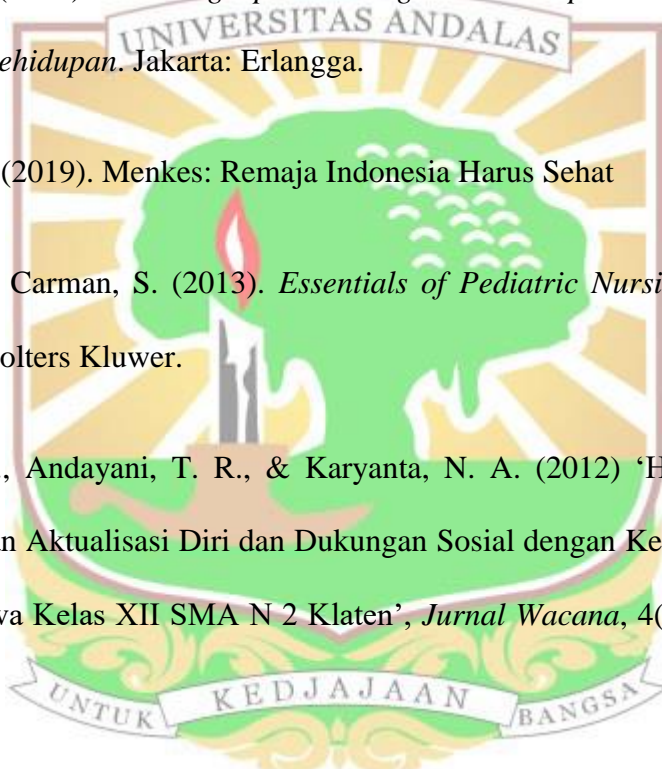 UNIVERSITAS ANDALAS
ehidupan. Jakarta: Erlangga.
(2019). Menkes: Remaja Indonesia Harus Sehat
Carman, S. (2013). Essentials of Pediatric Nursi
olters Kluwer.
., Andayani, T. R., & Karyanta, N. A. (2012) ‘H
n Aktualisasi Diri dan Dukungan Sosial dengan Ke
va Kelas XII SMA N 2 Klaten’, Jurnal Wacana, 4(
UNTUK KEDJAJAAN BANGSA